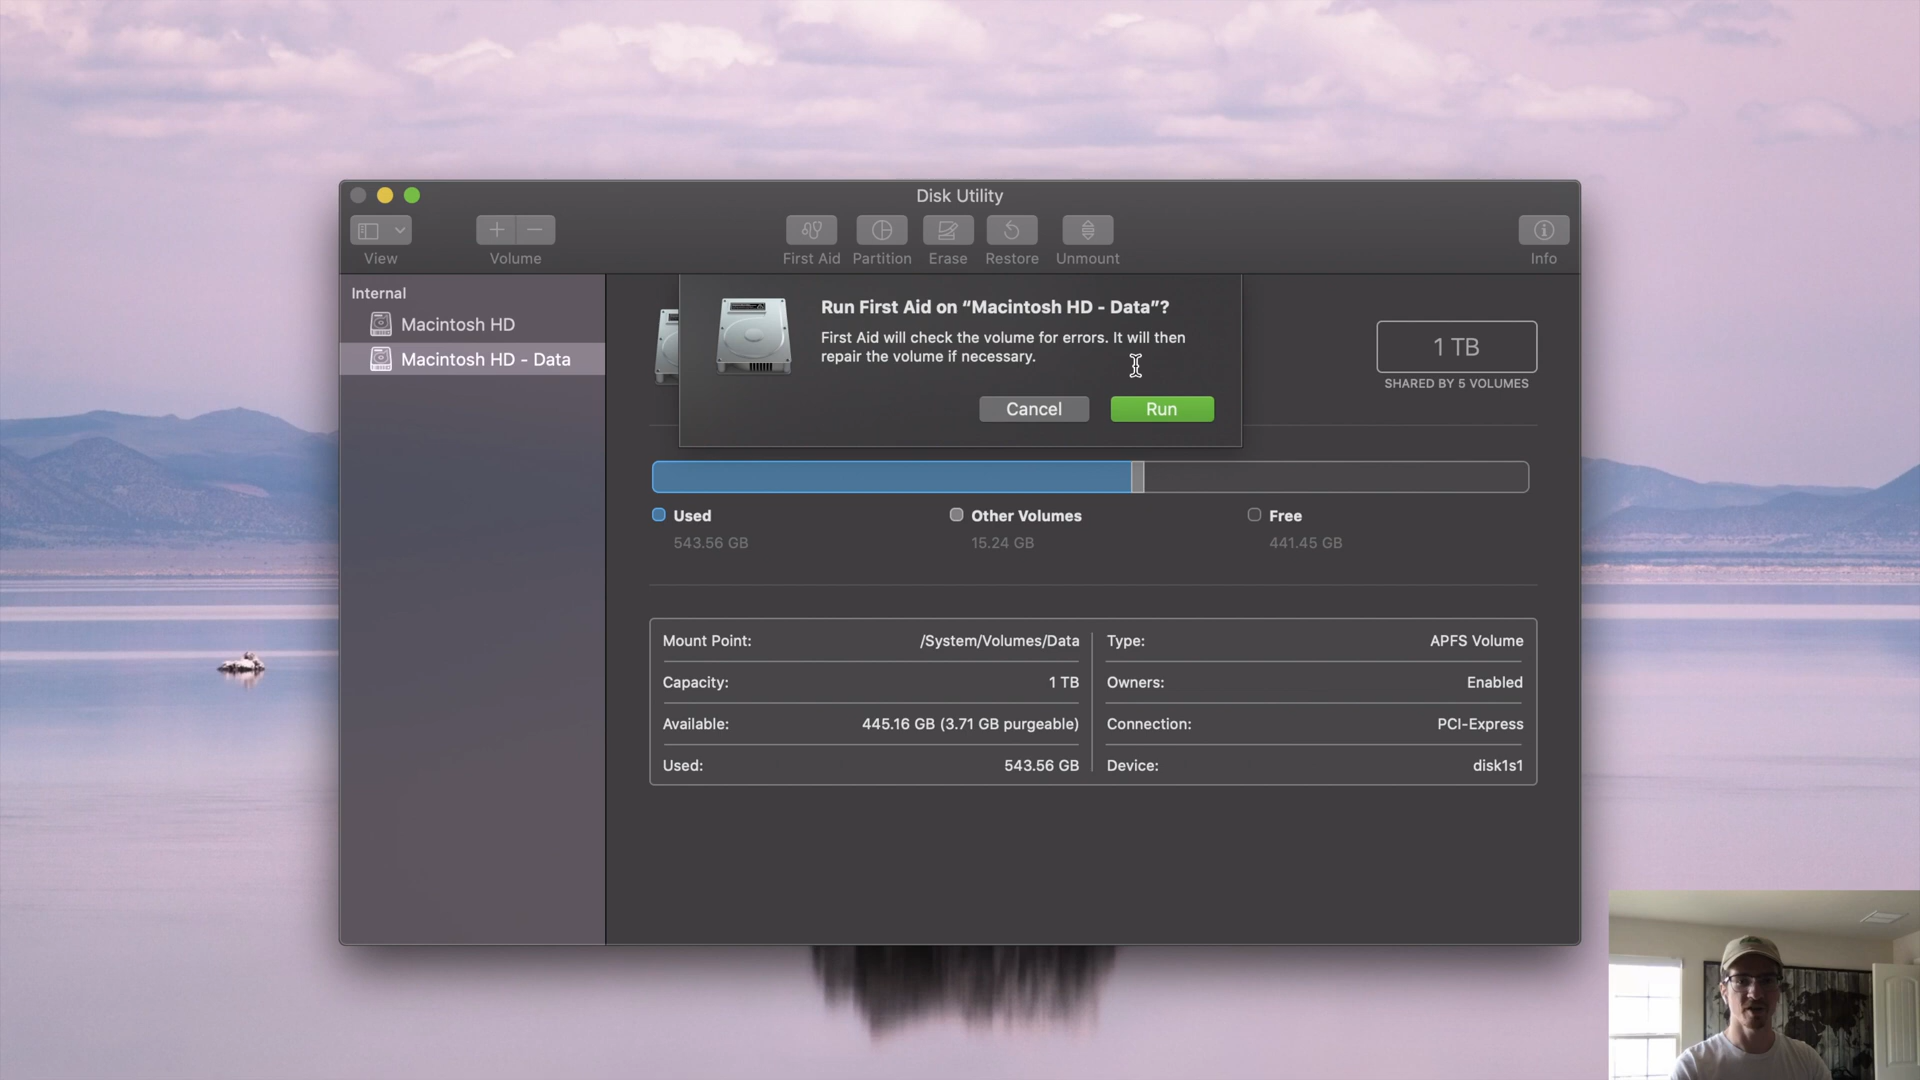 Disk Utility
View
Volume
First Aid
Partition
Erase
Restore
Unmount
Info
Internal
Macintosh HD
Macintosh HD - Data
Run First Aid on “Macintosh HD - Data”?
First Aid will check the volume for errors. It will then
repair the volume if necessary.
Cancel
Run
1 TB
SHARED BY 5 VOLUMES
Used
543.56 GB
Other Volumes
15.24 GB
Free
441.45 GB
Mount Point: /System/Volumes/Data
Capacity: 1 TB
Available: 445.16 GB (3.71 GB purgeable)
Used: 543.56 GB
Type: APFS Volume
Owners: Enabled
Connection: PCI-Express
Device: disk1s1